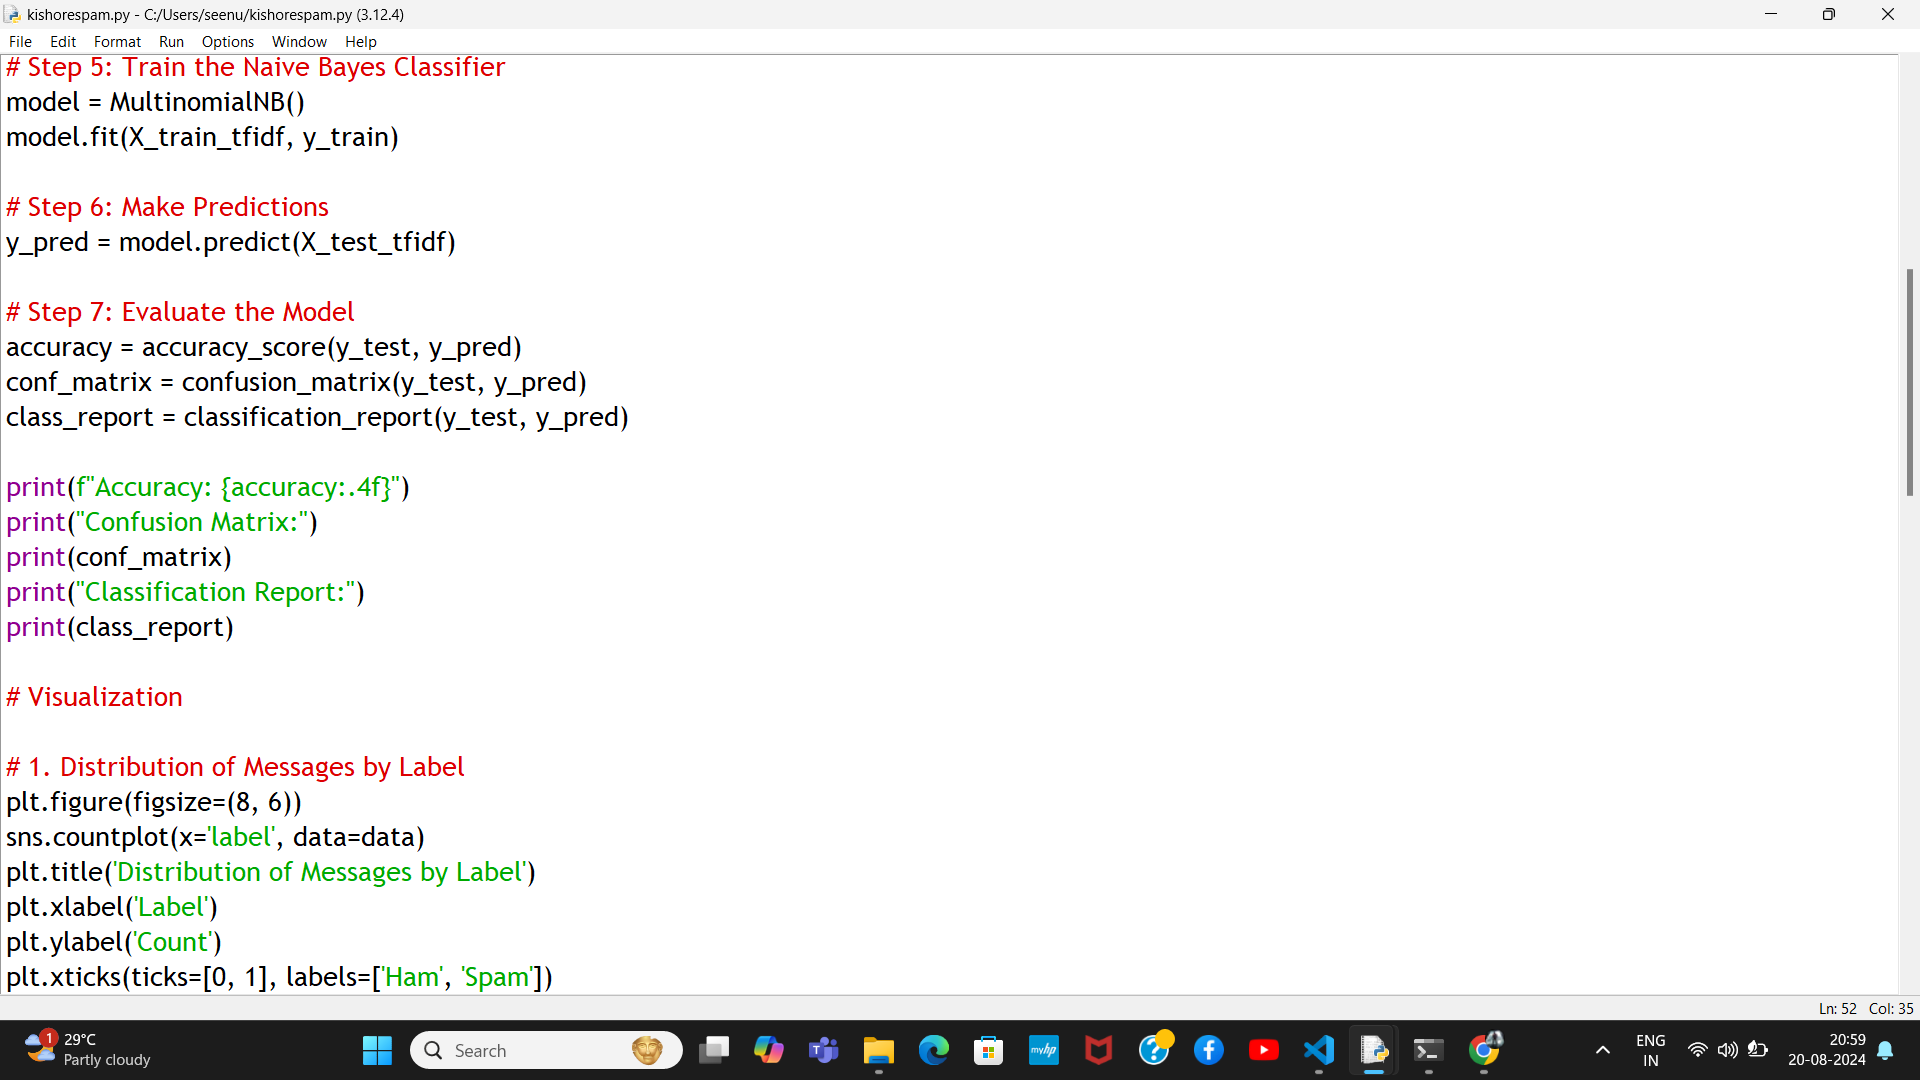 kishorespam.py - C:/Users/seenu/kishorespam.py (3.12.4)
File Edit Format Run Options Window Help
# Step 5: Train the Naive Bayes Classifier
model = MultinomialNB()
model.fit(X_train_tfidf, y_train)
# Step 6: Make Predictions
y_pred = model.predict(X_test_tfidf)
# Step 7: Evaluate the Model
accuracy = accuracy_score(y_test, y_pred)
conf_matrix = confusion_matrix(y_test, y_pred)
class_report = classification_report(y_test, y_pred)
print(f"Accuracy: {accuracy:.4f}")
print("Confusion Matrix:")
print(conf_matrix)
print("Classification Report:")
print(class_report)
# Visualization
# 1. Distribution of Messages by Label
plt.figure(figsize=(8, 6))
sns.countplot(x='label', data=data)
plt.title('Distribution of Messages by Label')
plt.xlabel('Label')
plt.ylabel('Count')
plt.xticks(ticks=[0, 1], labels=['Ham', 'Spam'])
Ln: 52 Col: 35
1
29°C
Partly cloudy
Search
myhp
ENG
IN
20:59
20-08-2024